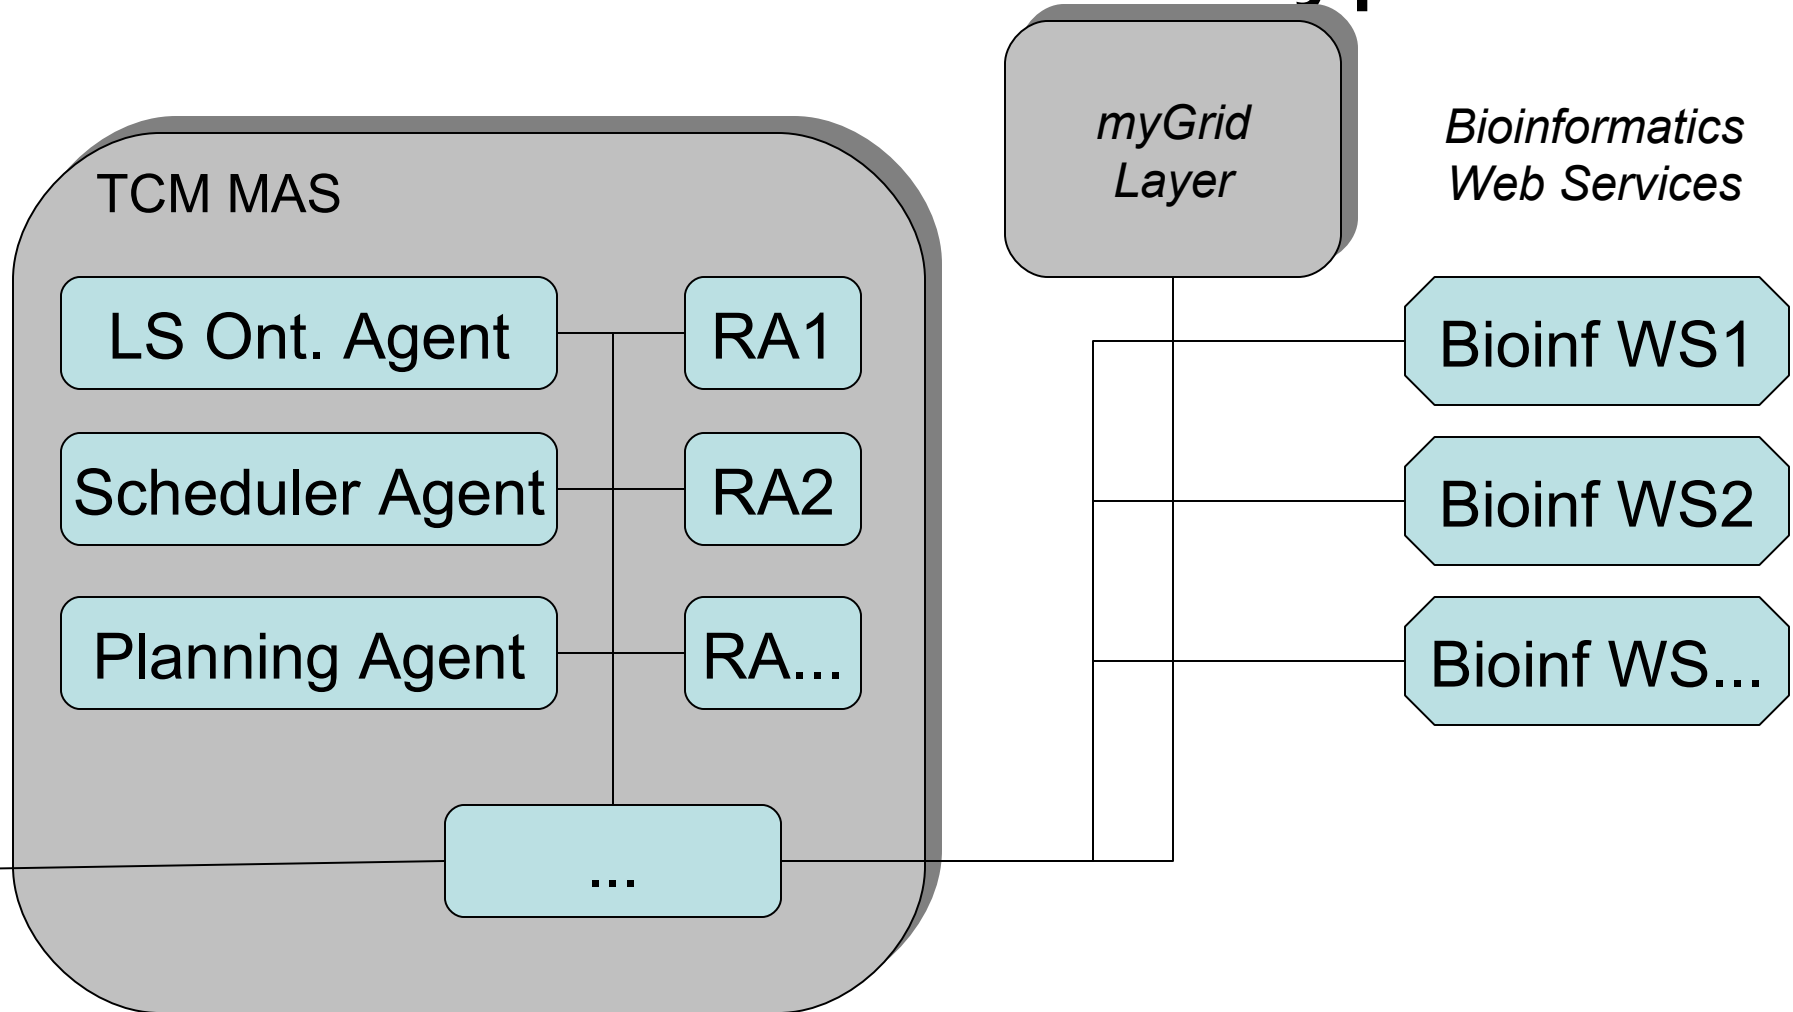 myGrid
Layer
Bioinformatics
Web Services
TCM MAS
LS Ont. Agent
RA1
Scheduler Agent
RA2
Planning Agent
RA...
...
Bioinf WS1
Bioinf WS2
Bioinf WS...